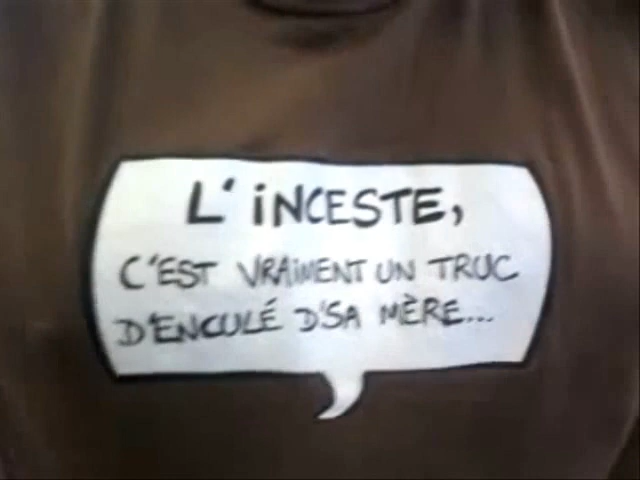 L'iNCESTE,
C'EST VRAIMENT UN TRUC
D'ENCULÉ D'SA MÈRE...